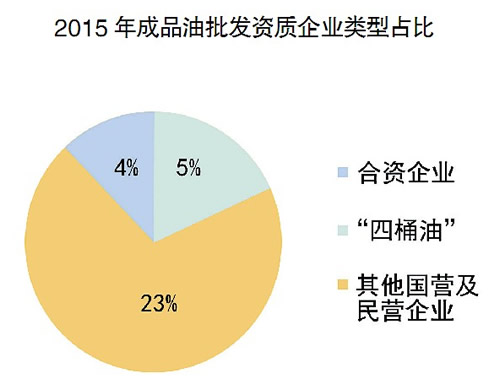 2015 年成品油批发资质企业类型占比
4%
5%
23%
合资企业
“四桶油”
其他国营及
民营企业